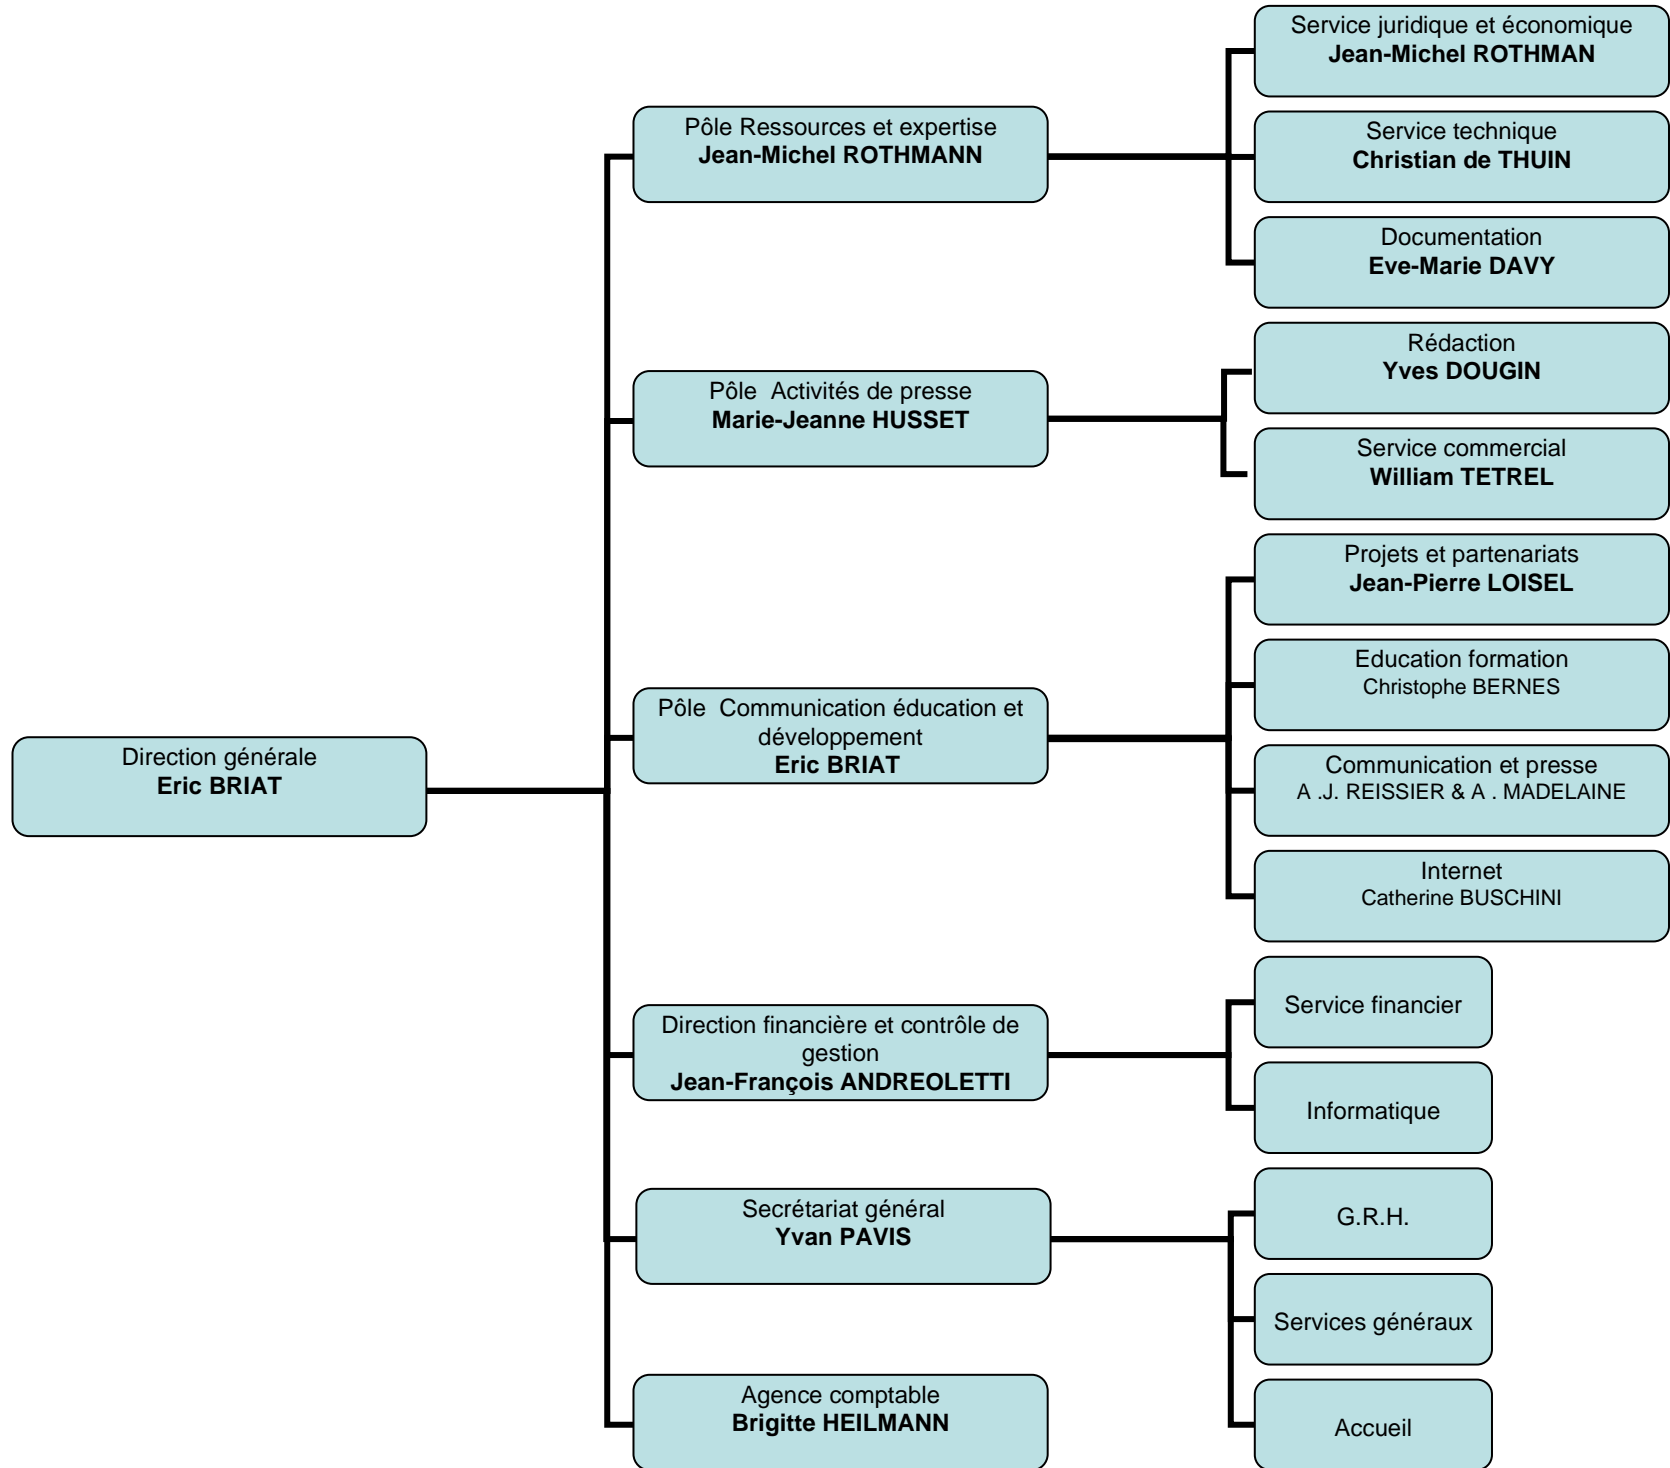 Direction générale
Eric BRIAT
Pôle Ressources et expertise
Jean-Michel ROTHMANN
Service juridique et économique
Jean-Michel ROTHMAN
Service technique
Christian de THUIN
Documentation
Eve-Marie DAVY
Pôle Activités de presse
Marie-Jeanne HUSSET
Rédaction
Yves DOUGIN
Service commercial
William TETREL
Pôle Communication éducation et
développement
Eric BRIAT
Projets et partenariats
Jean-Pierre LOISEL
Education formation
Christophe BERNES
Communication et presse
A .J. REISSIER & A . MADELAINE
Internet
Catherine BUSCHINI
Direction financière et contrôle de
gestion
Jean-François ANDREOLETTI
Service financier
Informatique
Secrétariat général
Yvan PAVIS
G.R.H.
Services généraux
Accueil
Agence comptable
Brigitte HEILMANN